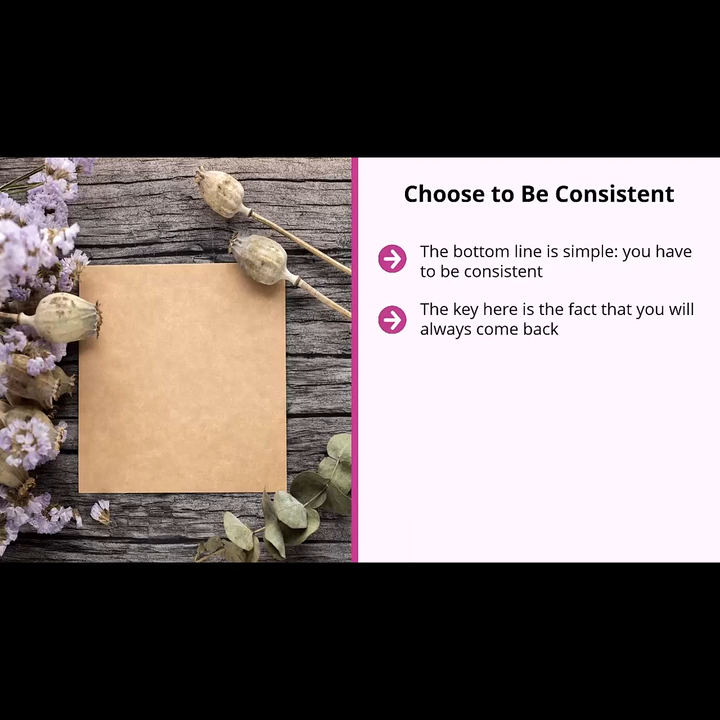 Choose to Be Consistent
The bottom line is simple: you have
to be consistent
The key here is the fact that you will
always come back